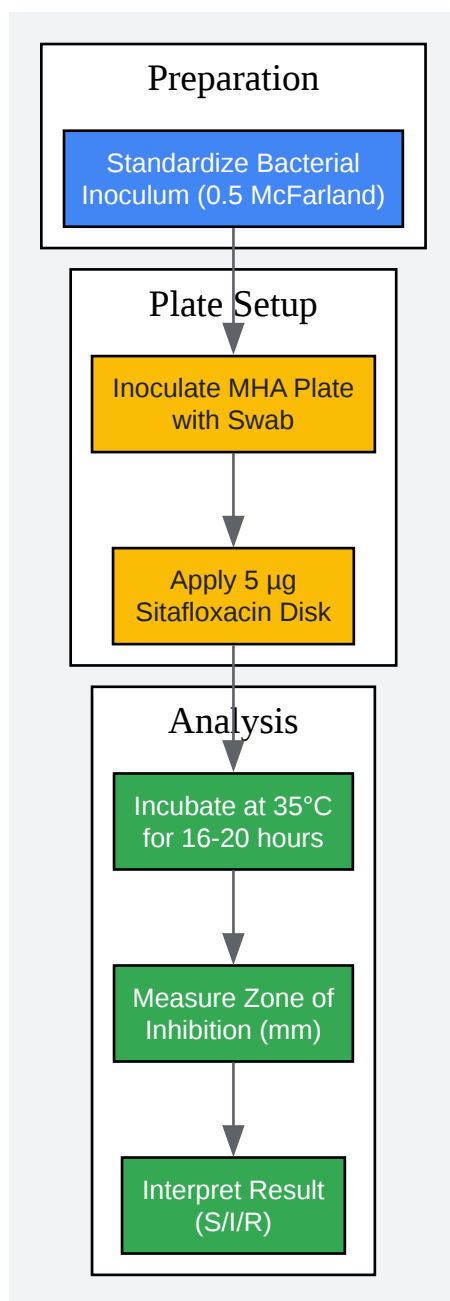 Preparation
Standardize Bacterial
Inoculum (0.5 McFarland)
Plate Setup
Inoculate MHA Plate
with Swab
Apply 5 µg
Sitafloxacin Disk
Analysis
Incubate at 35°C
for 16-20 hours
Measure Zone of
Inhibition (mm)
Interpret Result
(S/I/R)